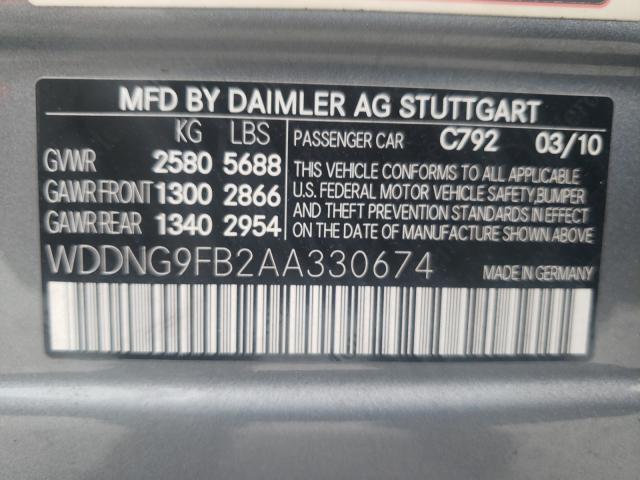 MFD BY DAIMLER AG STUTTGART
KG LBS PASSENGER CAR C792 03/10
GVWR 2580 5688
GAWR FRONT 1300 2866
GAWR REAR 1340 2954
THIS VEHICLE CONFORMS TO ALL APPLICABLE
U.S. FEDERAL MOTOR VEHICLE SAFETY,BUMPER
AND THEFT PREVENTION STANDARDS IN EFFECT
ON THE DATE OF MANUFACTURE SHOWN ABOVE.
WDDNG9FB2AA330674 MADE IN GERMANY